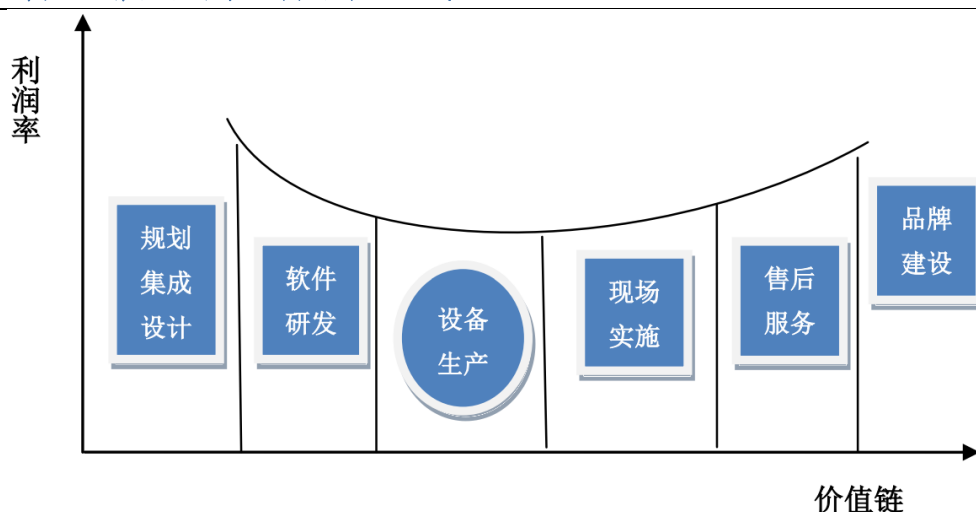 利润率
规划
集成
设计
软件
研发
设备
生产
现场
实施
售后
服务
品牌
建设
价值链